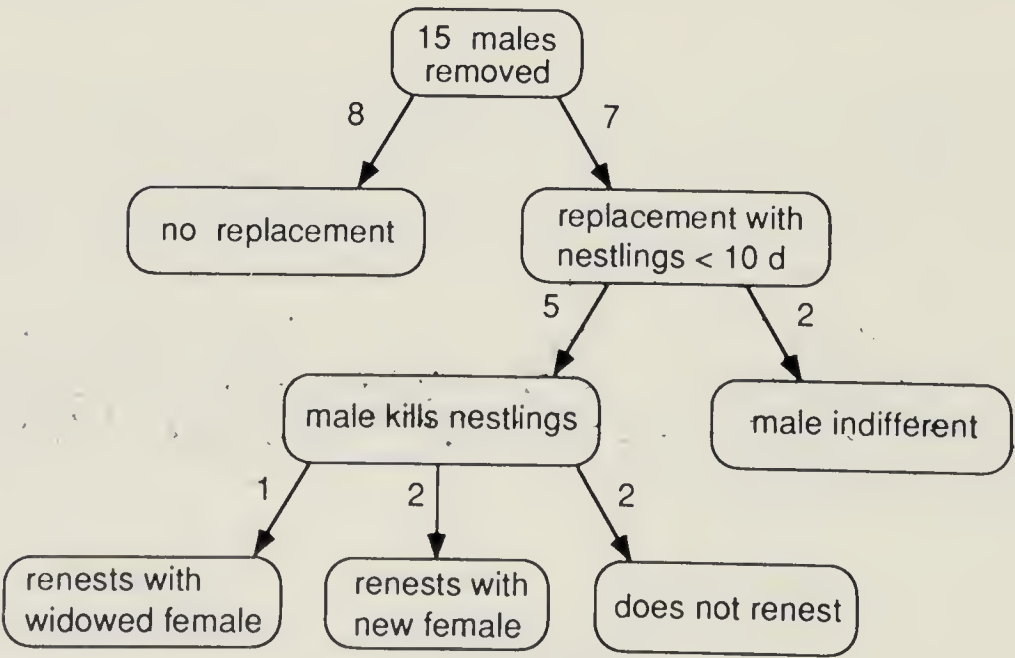 15 males
removed
8
7
no replacement
replacement with
nestlings < 10 d
5
2
male kills nestlings
male indifferent
1
2
2
renests with
widowed female
renests with
new female
does not renest